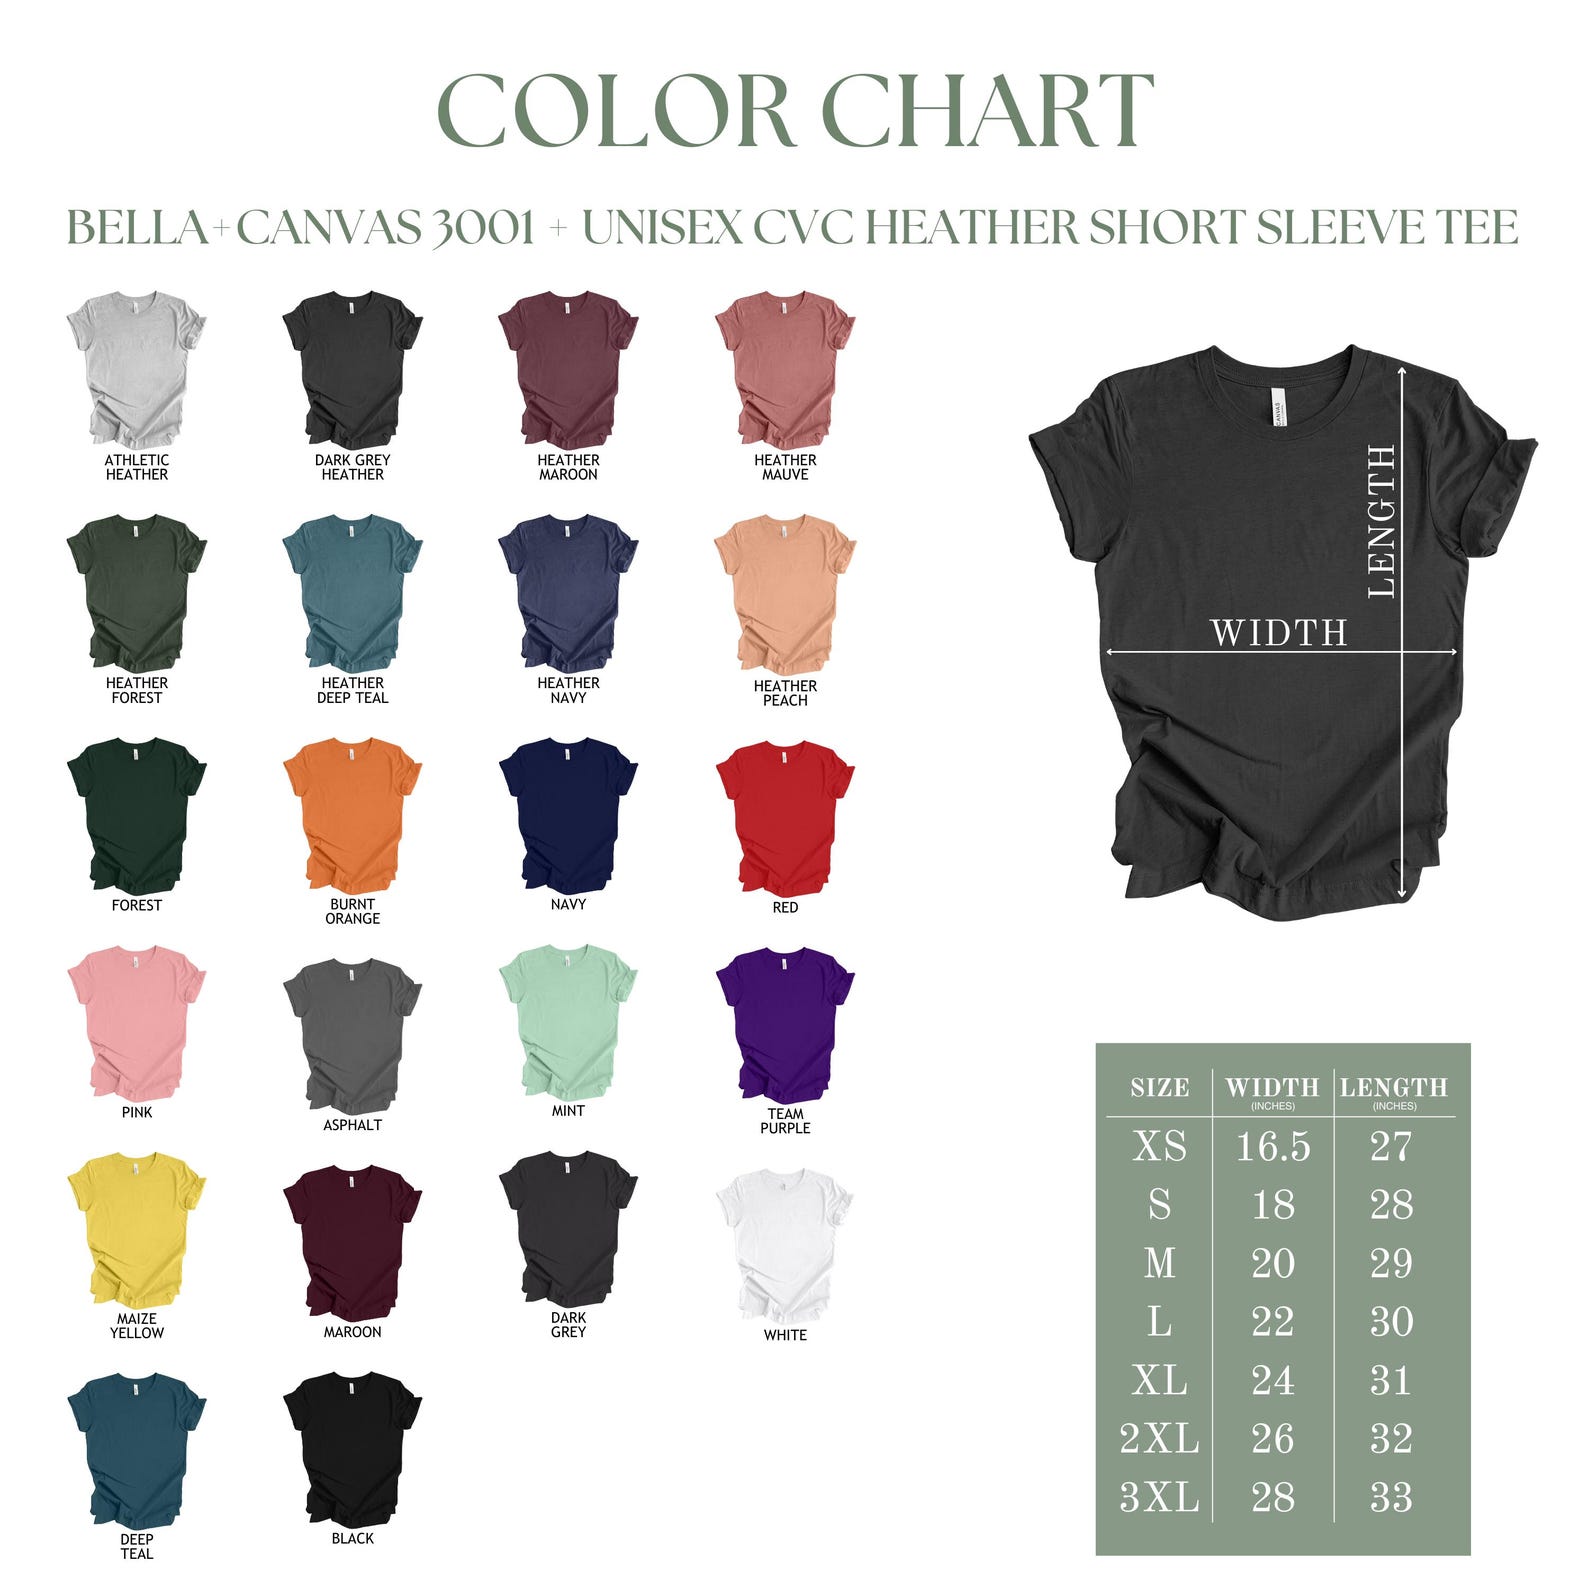 COLOR CHART
BELLA+CANVAS 3001 + UNISEX CVC HEATHER SHORT SLEEVE TEE
ATHLETIC
HEATHER
DARK GREY
HEATHER
HEATHER
MAROON
HEATHER
MAUVE
HEATHER
FOREST
HEATHER
DEEP TEAL
HEATHER
NAVY
HEATHER
PEACH
FOREST
BURNT
ORANGE
NAVY
RED
PINK
ASPHALT
MINT
TEAM
PURPLE
MAIZE
YELLOW
MAROON
DARK
GREY
WHITE
DEEP
TEAL
BLACK
CANVAS
LENGTH
WIDTH
SIZE WIDTH LENGTH
(INCHES) (INCHES)
XS 16.5 27
S 18 28
M 20 29
L 22 30
XL 24 31
2XL 26 32
3XL 28 33